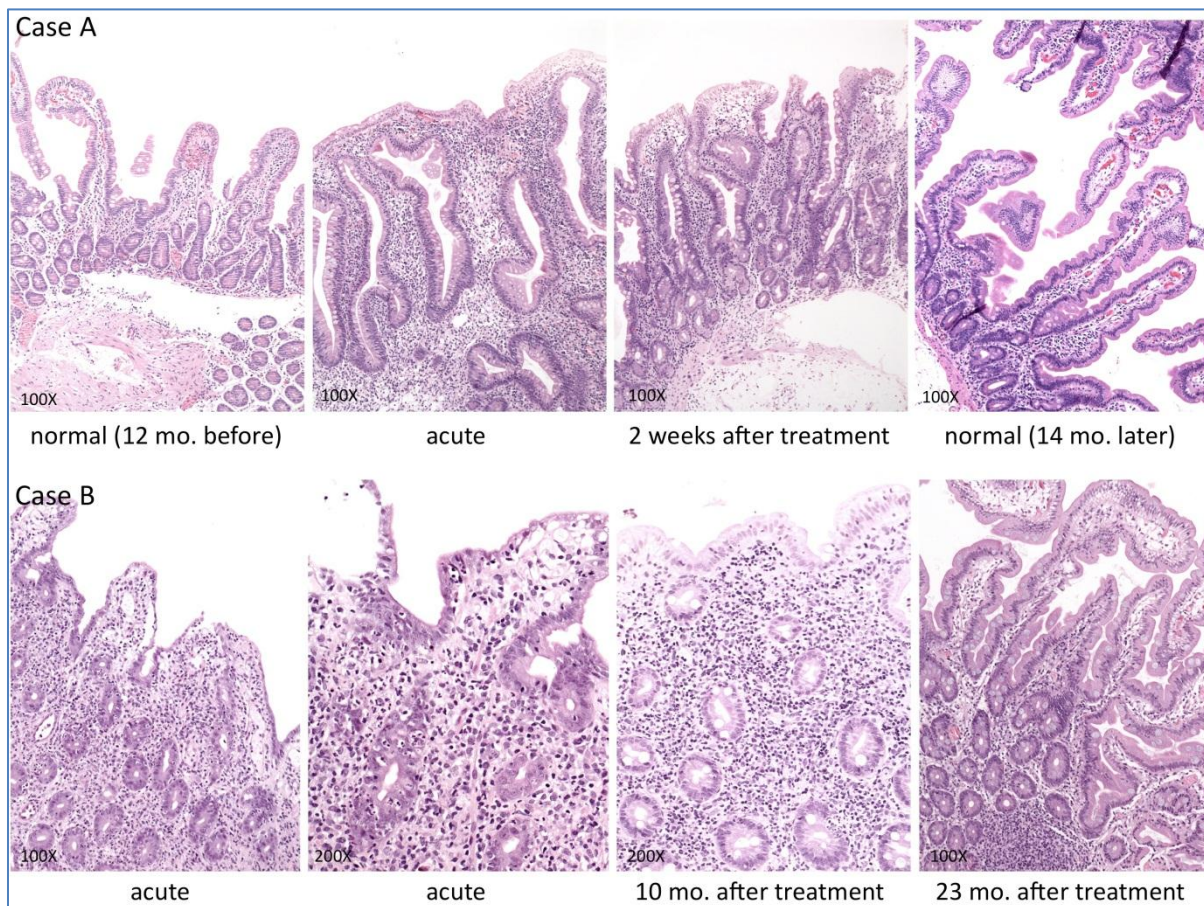 Case A
100X
100X
100X
100X
normal (12 mo. before)
acute
2 weeks after treatment
normal (14 mo. later)
Case B
100X
200X
200X
100X
acute
acute
10 mo. after treatment
23 mo. after treatment